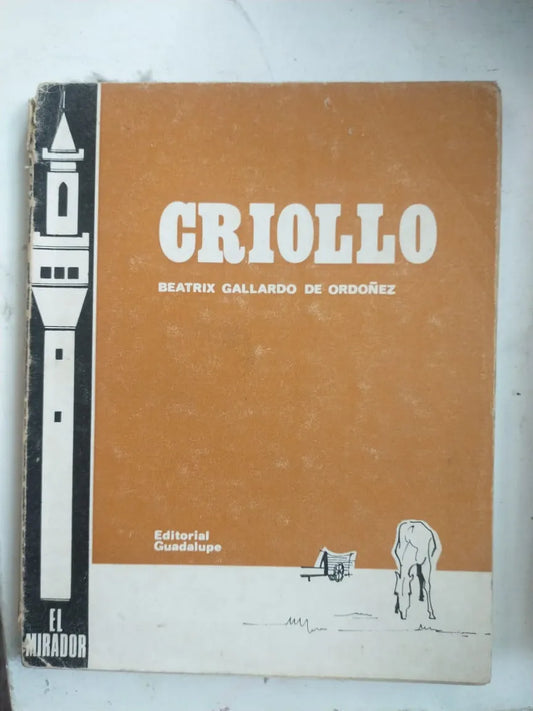 CRIOLLO
BEATRIX GALLARDO DE ORDOÑEZ
Editorial
Guadalupe
EL
MIRADOR